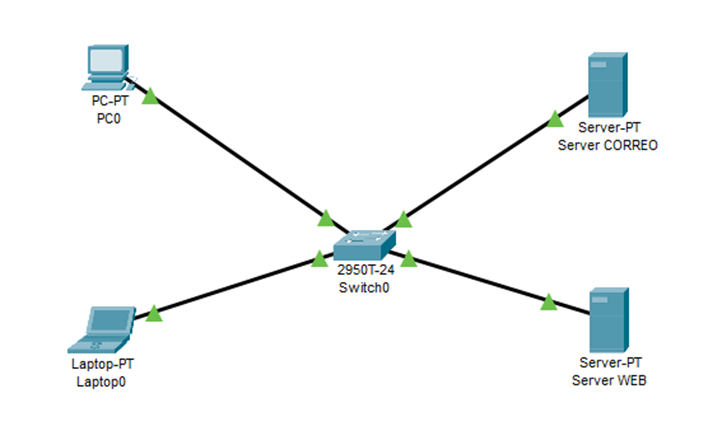 PC-PT
PC0
Server-PT
Server CORREO
2950T-24
Switch0
Laptop-PT
Laptop0
Server-PT
Server WEB